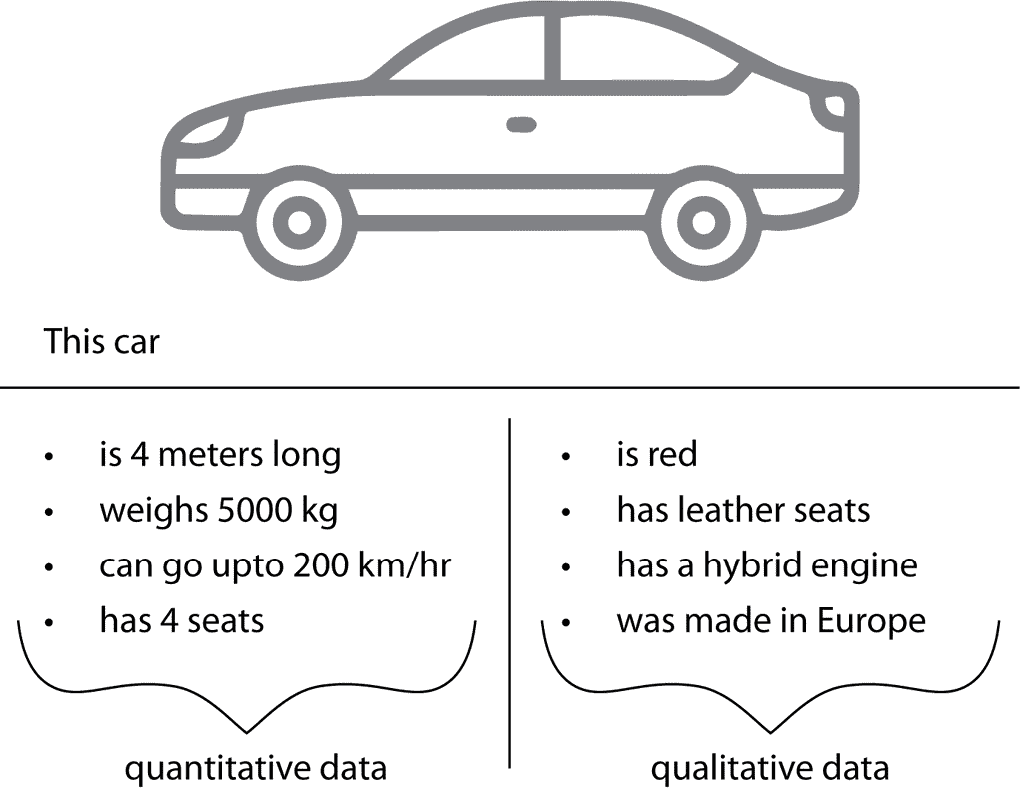 This car
• is 4 meters long
• weighs 5000 kg
• can go upto 200 km/hr
• has 4 seats
quantitative data
• is red
• has leather seats
• has a hybrid engine
• was made in Europe
qualitative data